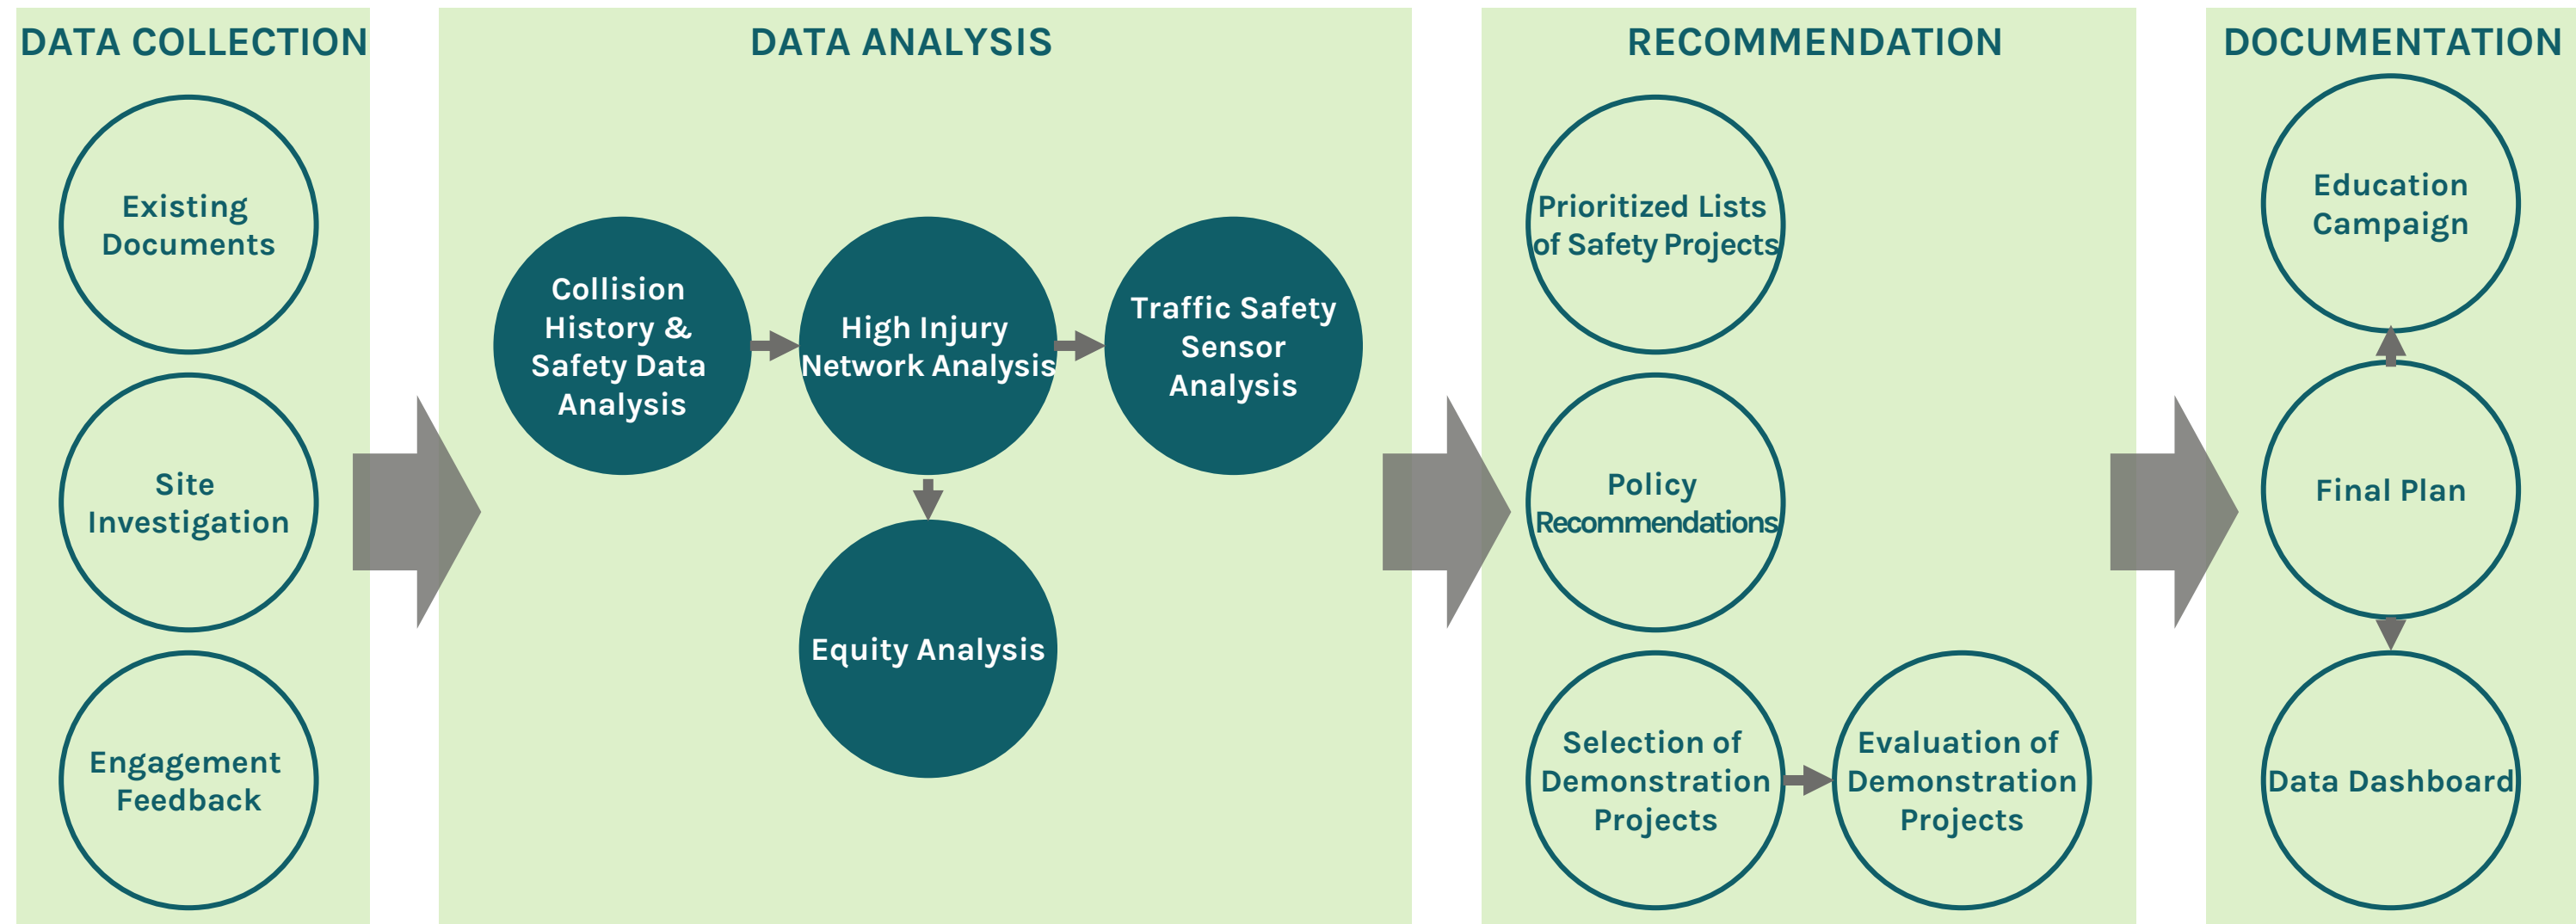 DATA COLLECTION
Existing
Documents
Site
Investigation
Engagement
Feedback
DATA ANALYSIS
Collision
History &
Safety Data
Analysis
High Injury
Network Analysis
Traffic Safety
Sensor
Analysis
Equity Analysis
RECOMMENDATION
Prioritized Lists
of Safety Projects
Policy
Recommendations
Selection of
Demonstration
Projects
Evaluation of
Demonstration
Projects
DOCUMENTATION
Education
Campaign
Final Plan
Data Dashboard